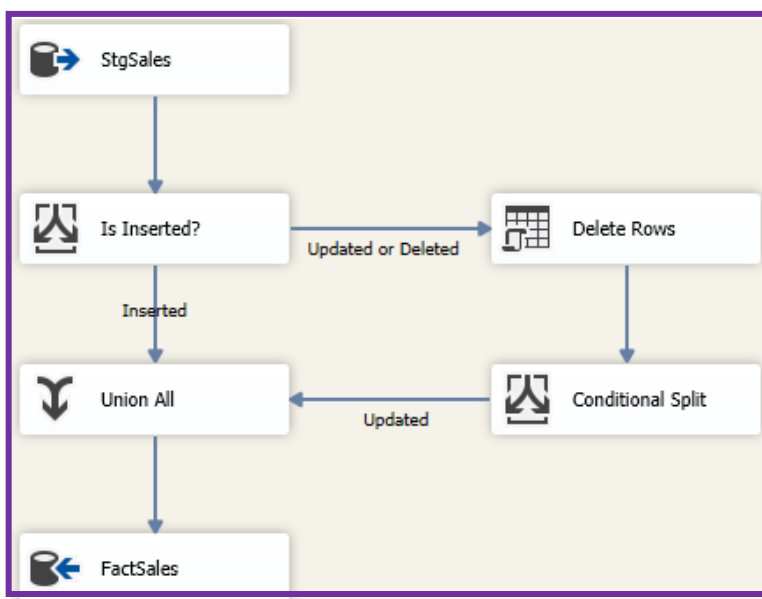 StgSales
Is Inserted?
Updated or Deleted
Delete Rows
Inserted
Union All
Updated
Conditional Split
FactSales